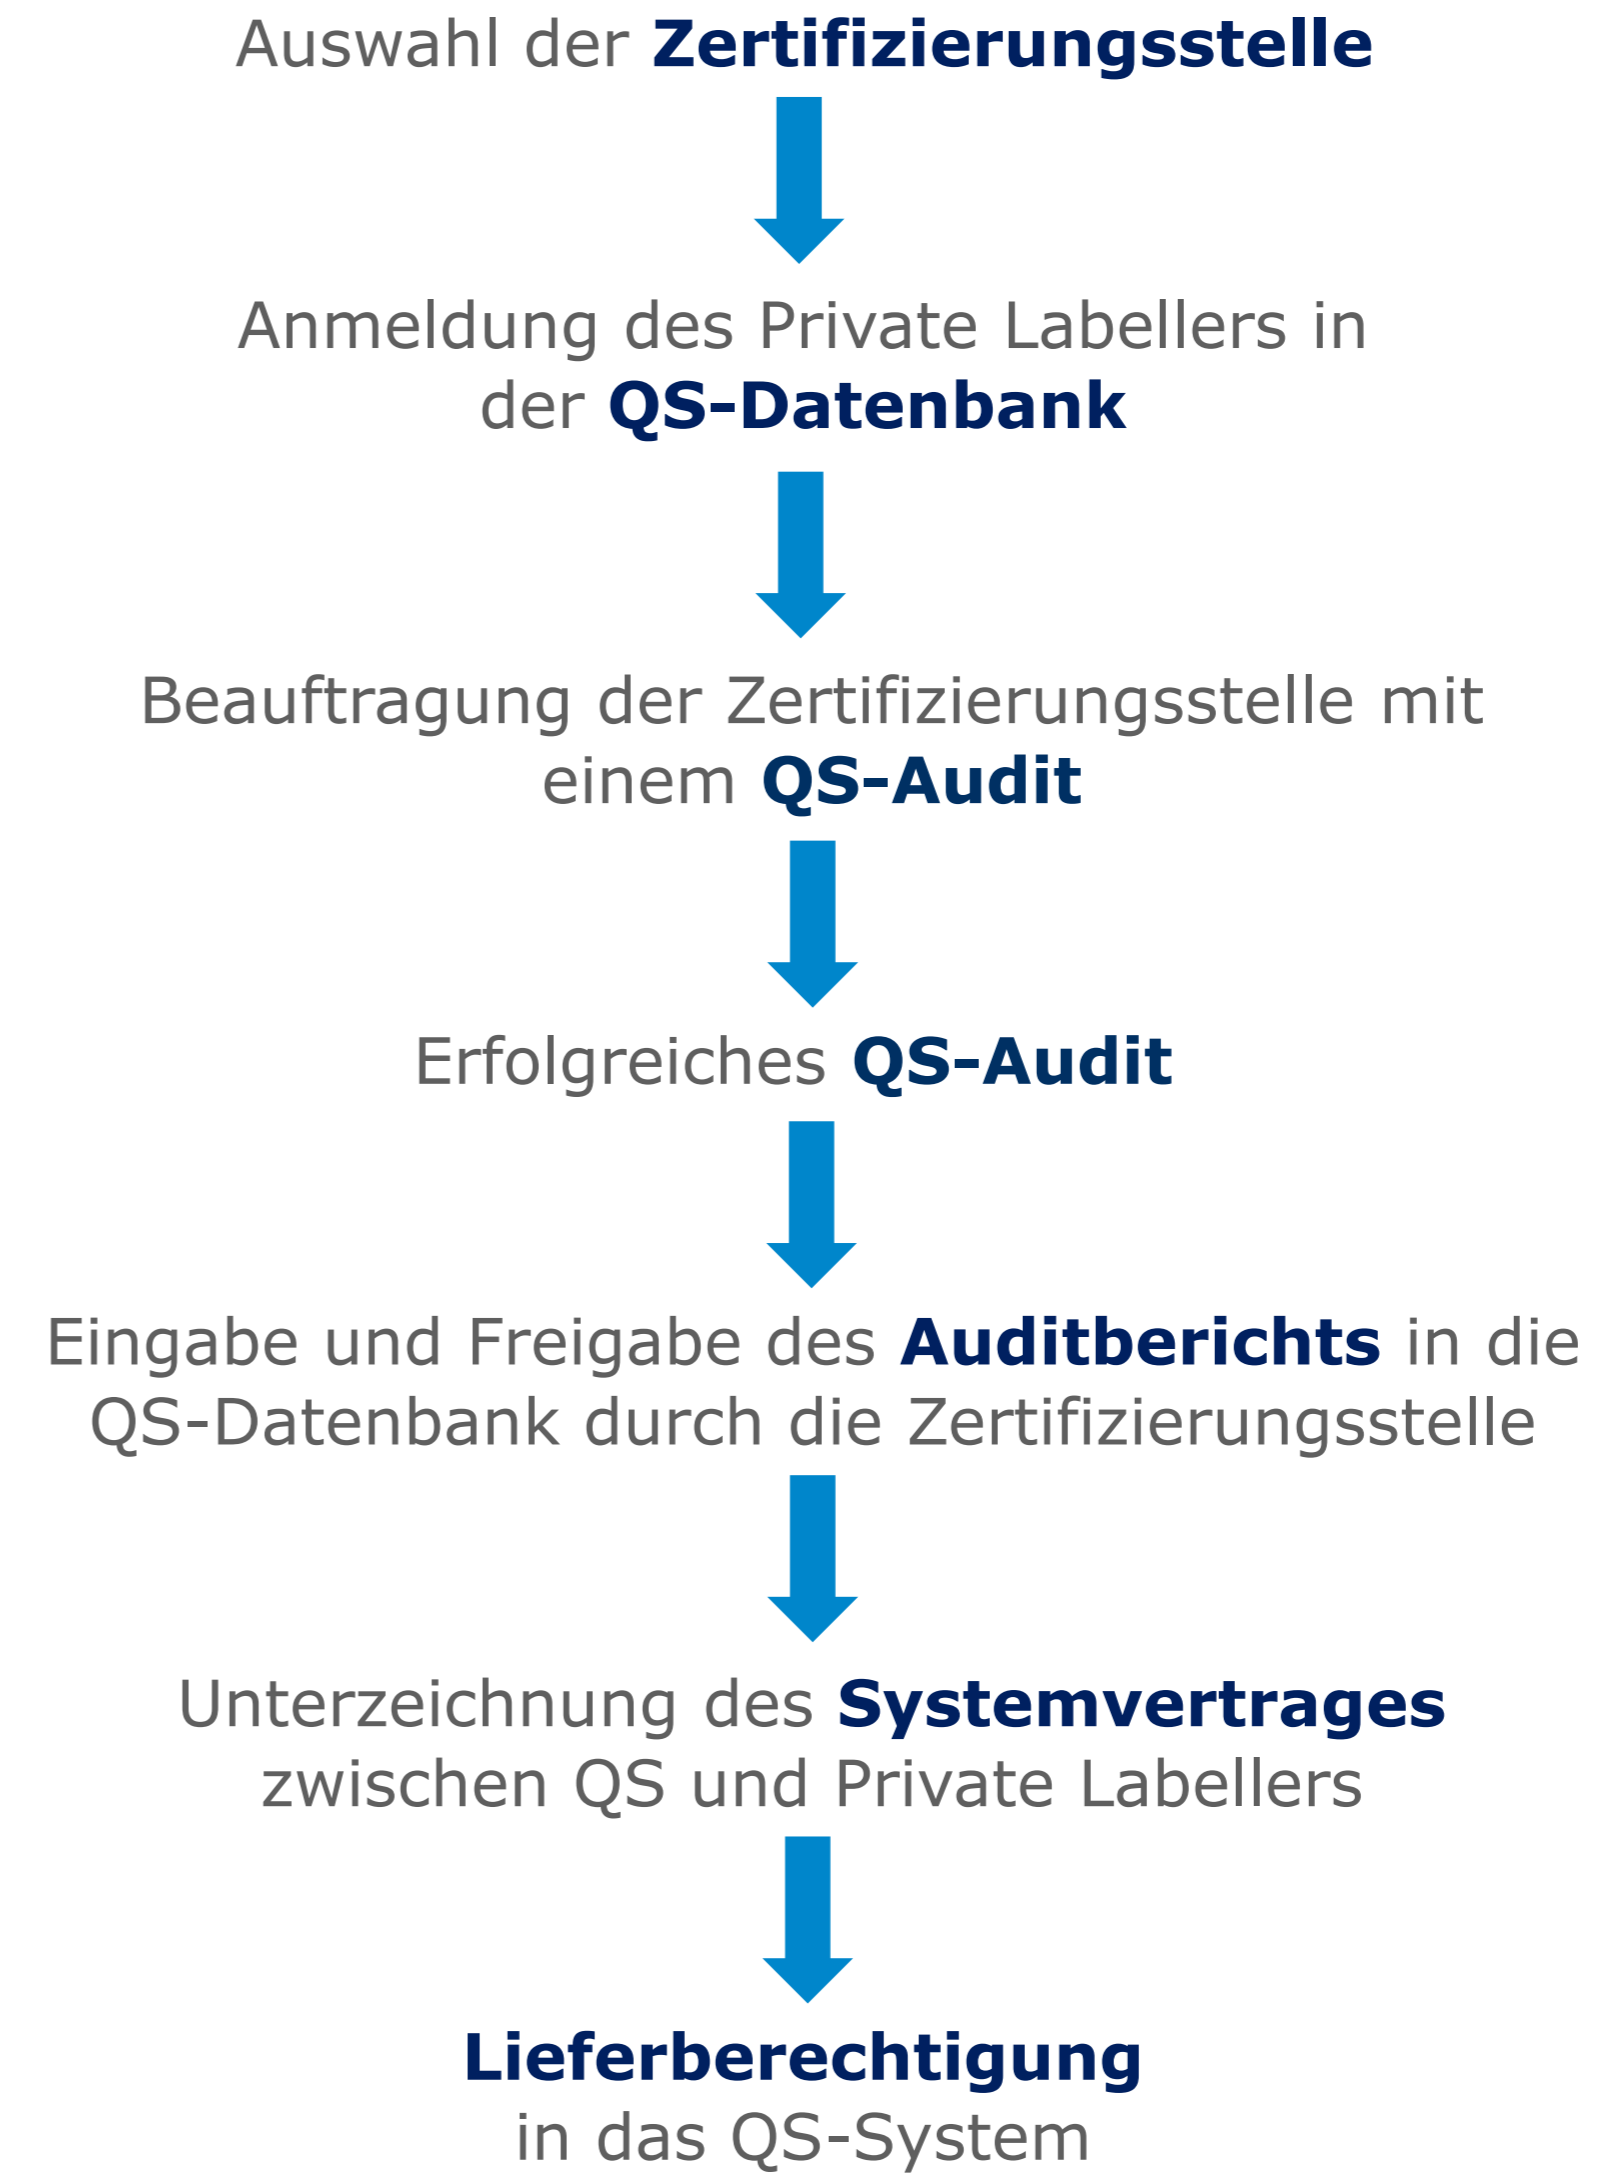 Auswahl der Zertifizierungsstelle
Anmeldung des Private Labellers in
der QS-Datenbank
Beauftragung der Zertifizierungsstelle mit
einem QS-Audit
Erfolgreiches QS-Audit
Eingabe und Freigabe des Auditberichts in die
QS-Datenbank durch die Zertifizierungsstelle
Unterzeichnung des Systemvertrages
zwischen QS und Private Labellers
Lieferberechtigung
in das QS-System